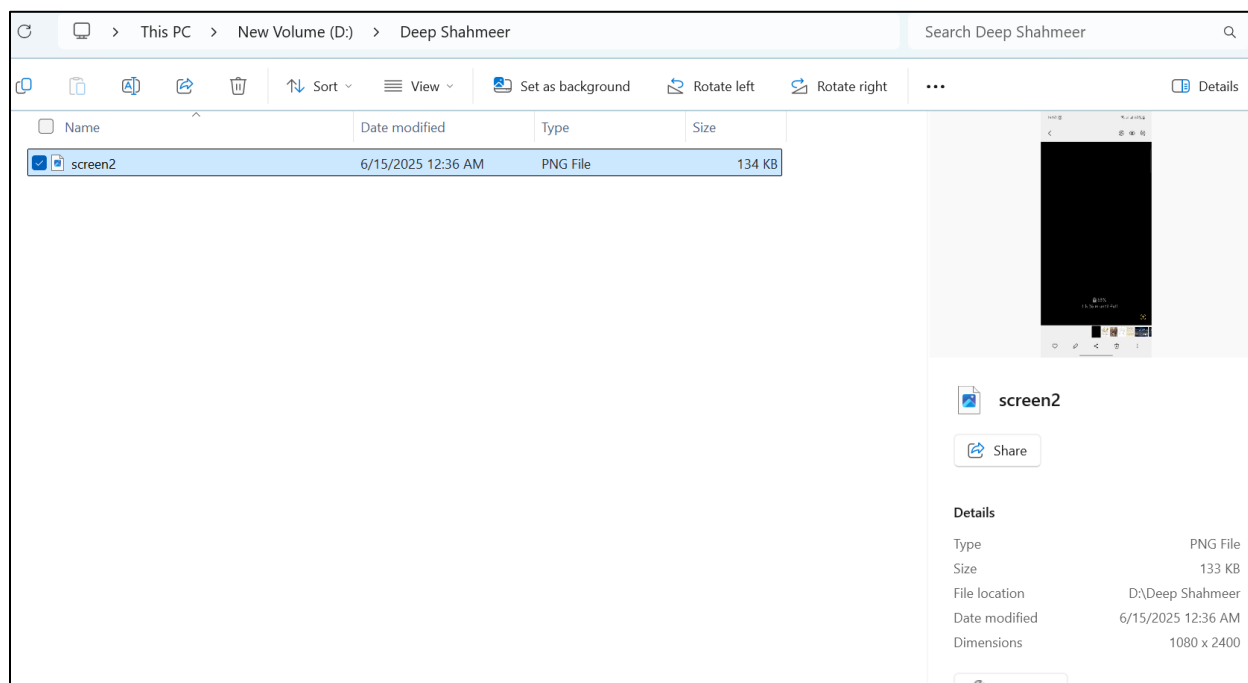 This PC > New Volume (D:) > Deep Shahmeer
Search Deep Shahmeer
Sort View Set as background Rotate left Rotate right ••• Details
Name Date modified Type Size
screen2 6/15/2025 12:36 AM PNG File 134 KB
screen2
Share
Details
Type PNG File
Size 133 KB
File location D:\Deep Shahmeer
Date modified 6/15/2025 12:36 AM
Dimensions 1080 x 2400